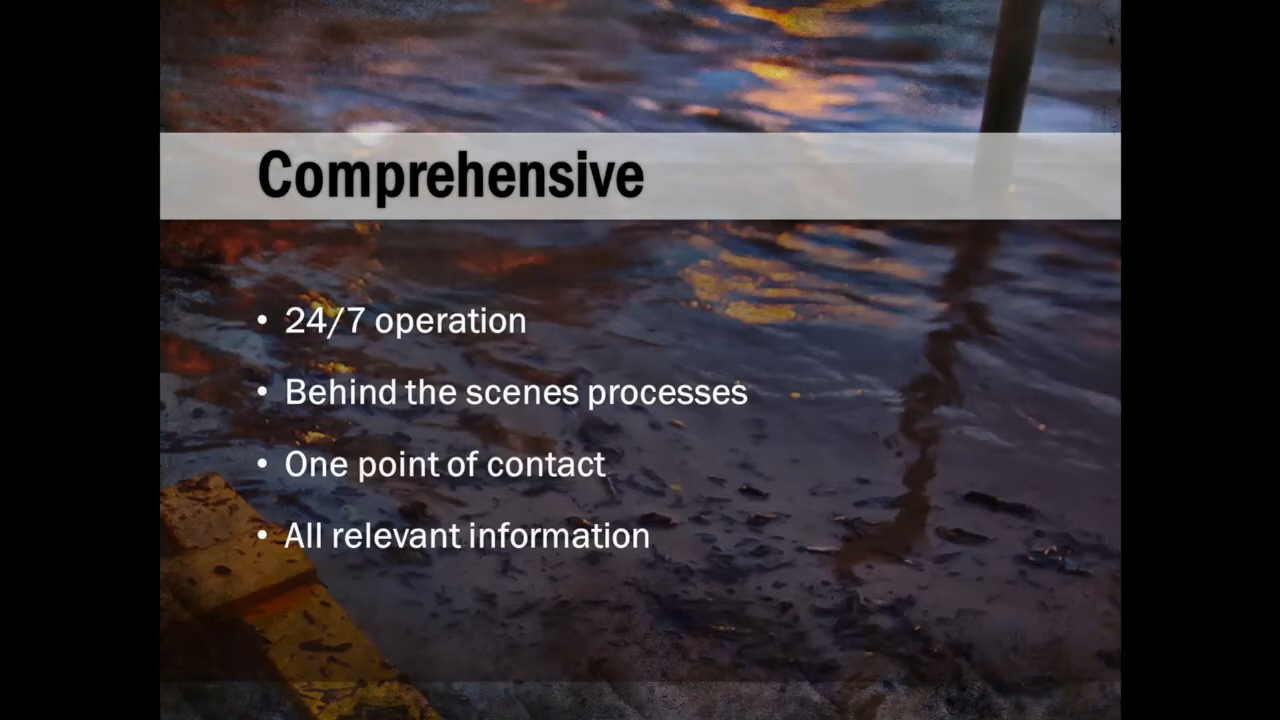 Comprehensive
• 24/7 operation
• Behind the scenes processes
• One point of contact
• All relevant information